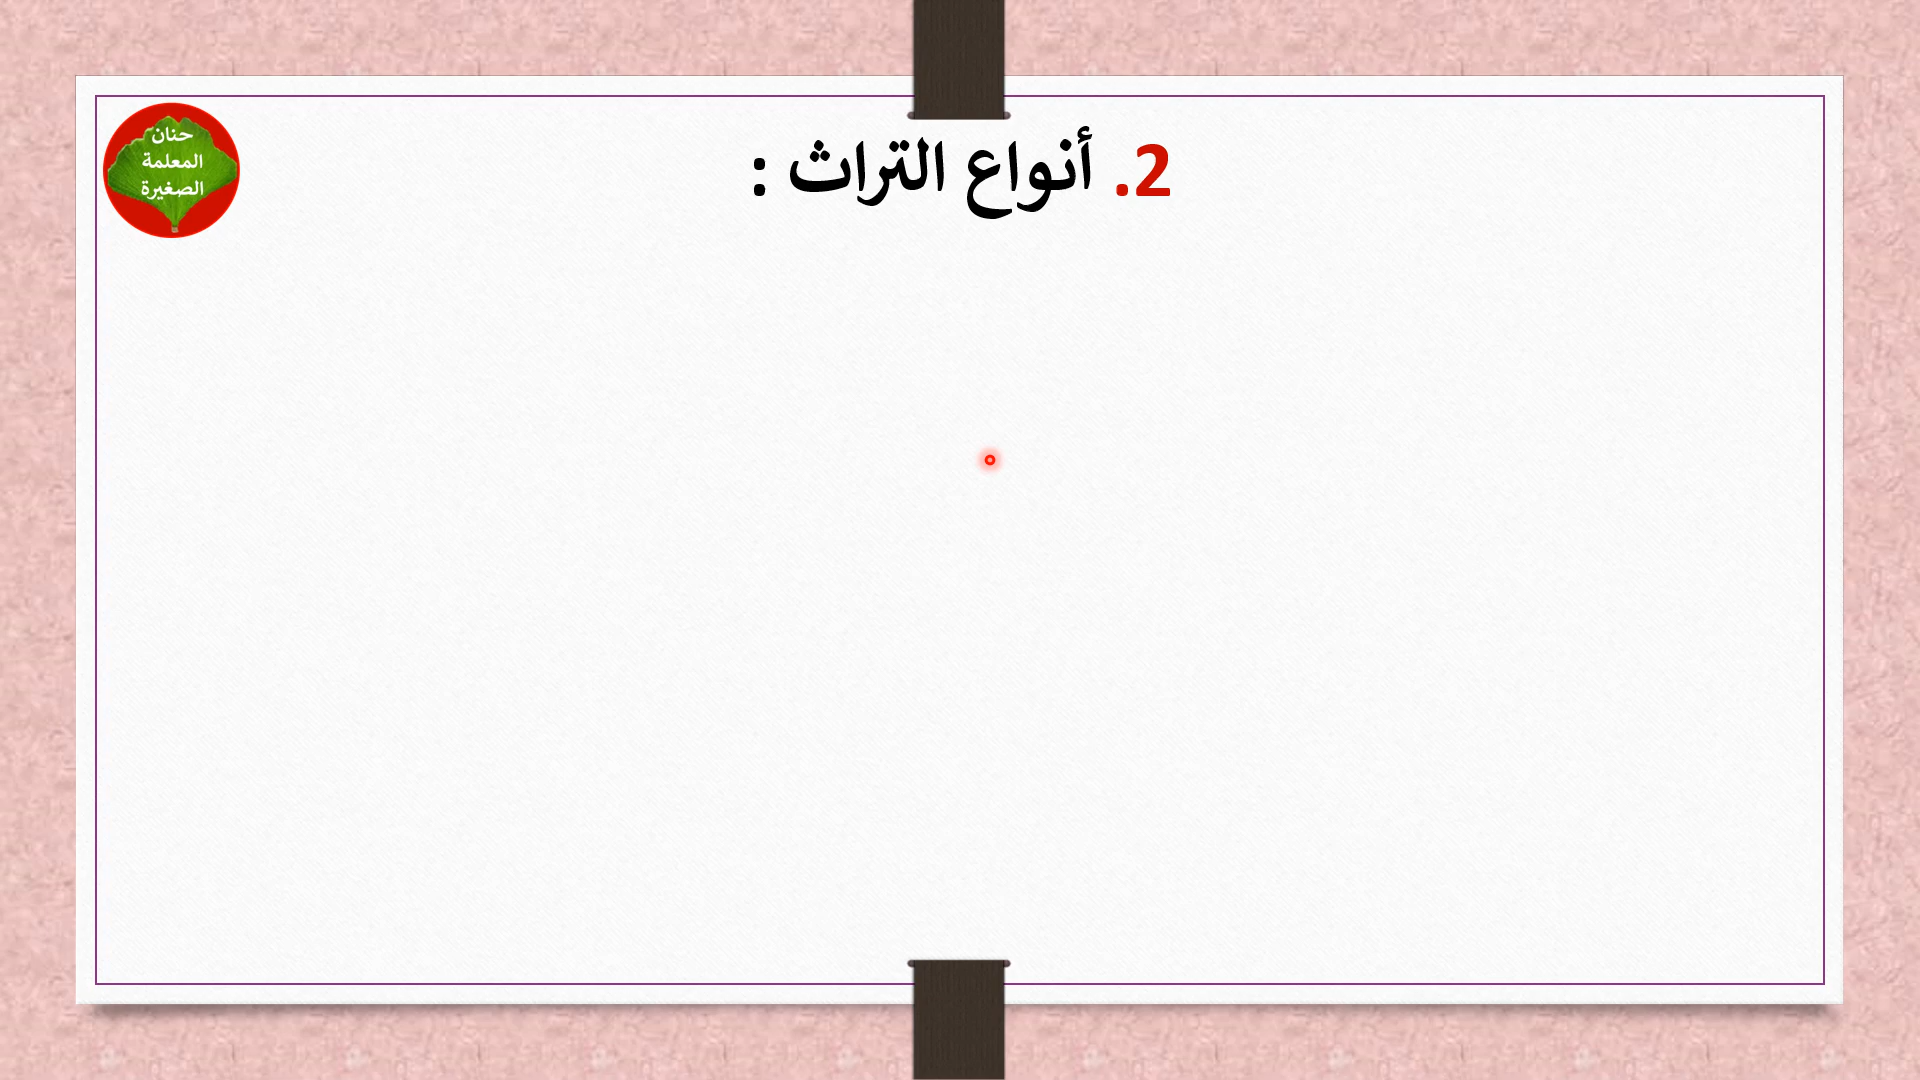 2. أنواع التراث :
حنان
المعلمة
الصغيرة